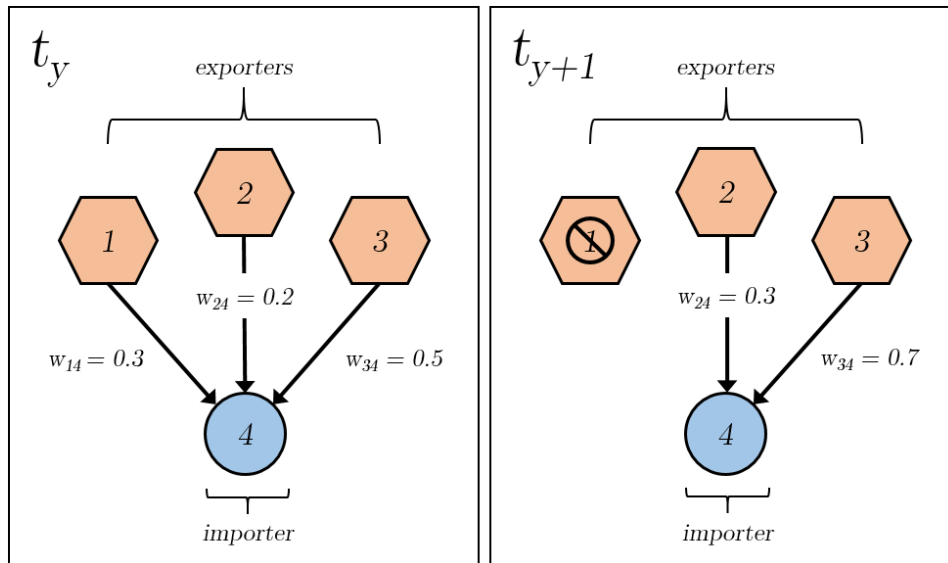 t_y
exporters
1
2
3
w_14 = 0.3
w_24 = 0.2
w_34 = 0.5
4
importer
t_y+1
exporters
1
2
3
w_24 = 0.3
w_34 = 0.7
4
importer